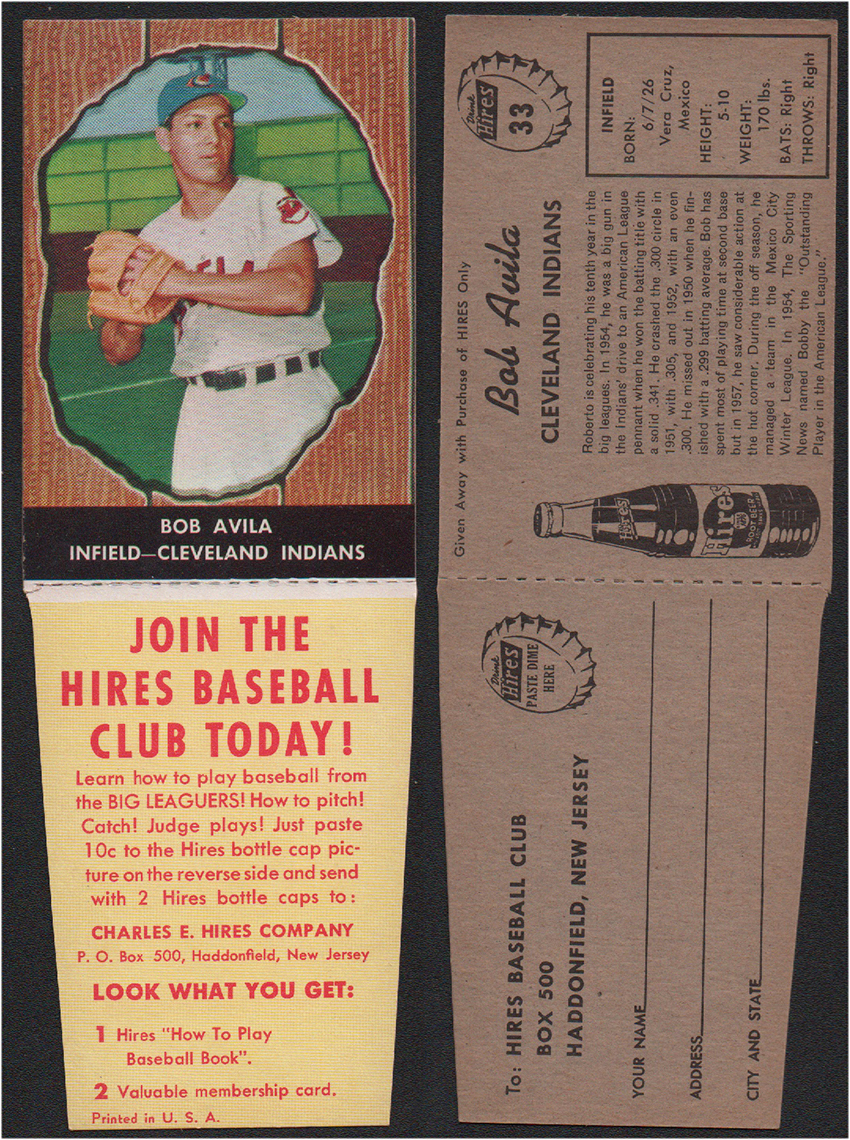 BOB AVILA
INFIELD—CLEVELAND INDIANS
JOIN THE
HIRES BASEBALL
CLUB TODAY!
Learn how to play baseball from
the BIG LEAGUERS! How to pitch!
Catch! Judge plays! Just paste
10c to the Hires bottle cap pic-
ture on the reverse side and send
with 2 Hires bottle caps to:
CHARLES E. HIRES COMPANY
P. O. Box 500, Haddonfield, New Jersey
LOOK WHAT YOU GET:
1 Hires "How To Play
Baseball Book".
2 Valuable membership card.
Printed in U. S. A.
Drink
Hires
33
INFIELD
BORN:
6/7/26
Vera Cruz,
Mexico
HEIGHT:
5-10
WEIGHT:
170 lbs.
BATS: Right
THROWS: Right
Given Away with Purchase of HIRES Only
Bob Avila
CLEVELAND INDIANS
Roberto is celebrating his tenth year in the
big leagues. In 1954, he was a big gun in
the Indians' drive to an American League
pennant when he won the batting title with
a solid .341. He crashed the .300 circle in
1951, with .305, and 1952, with an even
.300. He missed out in 1950 when he fin-
ished with a .299 batting average. Bob has
spent most of playing time at second base
but in 1957, he saw considerable action at
the hot corner. During the off season, he
managed a team in the Mexico City
Winter League. In 1954, The Sporting
News named Bobby the "Outstanding
Player in the American League."
Hires
Hires
ROOT BEER
Drink
Hires
PASTE DIME
HERE
To: HIRES BASEBALL CLUB
BOX 500
HADDONFIELD, NEW JERSEY
YOUR NAME
ADDRESS
CITY AND STATE